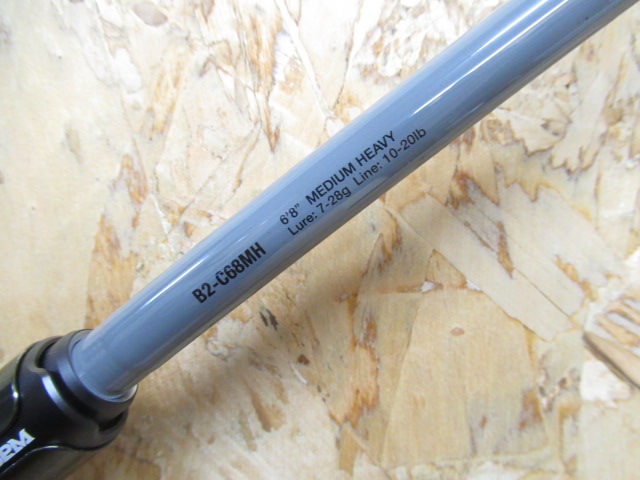 6'8" MEDIUM HEAVY
Lure: 7-28g Line: 10-20lb
B2-C68MH